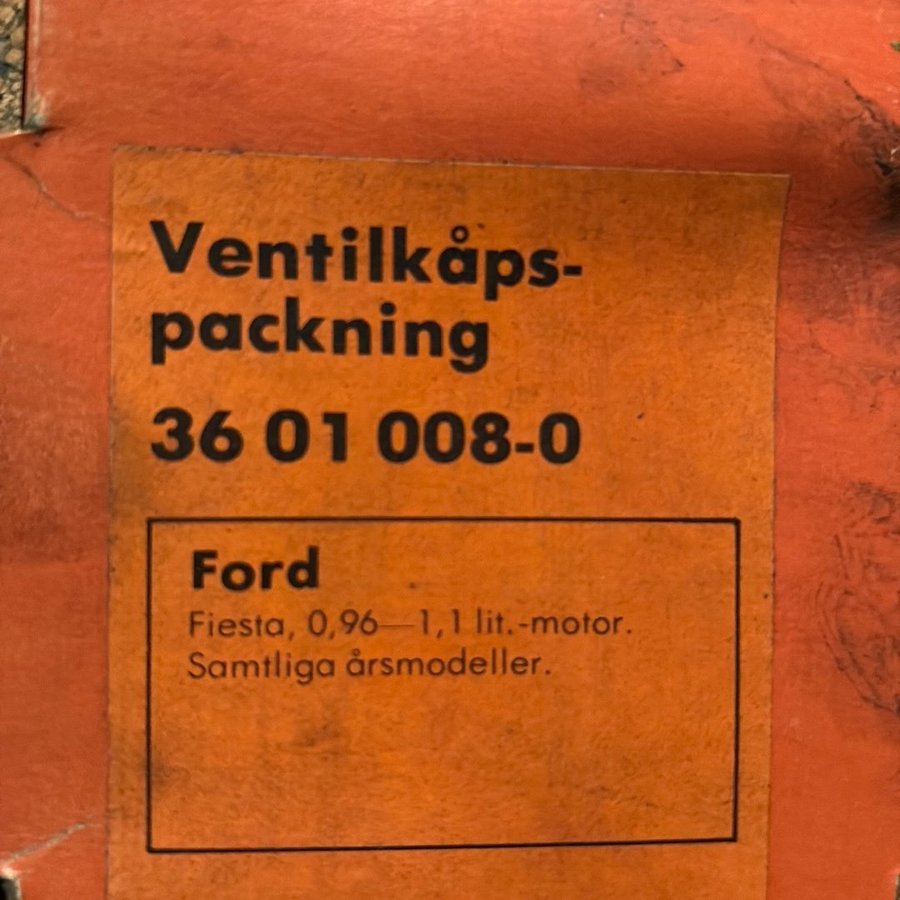 Ventilkåps-
packning
36 01 008-0
Ford
Fiesta, 0,96—1,1 lit.-motor.
Samtliga årsmodeller.